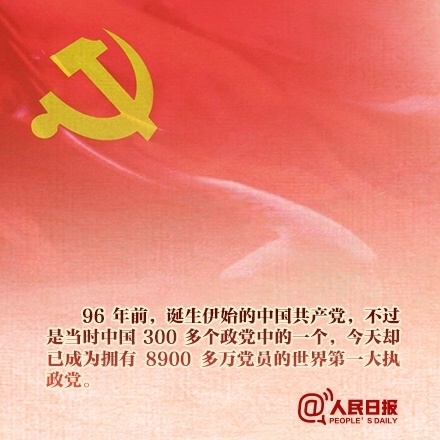 96 年前，诞生伊始的中国共产党，不过
是当时中国 300 多个政党中的一个，今天却
已成为拥有 8900 多万党员的世界第一大执
政党。
@人民日报
PEOPLE'S DAILY